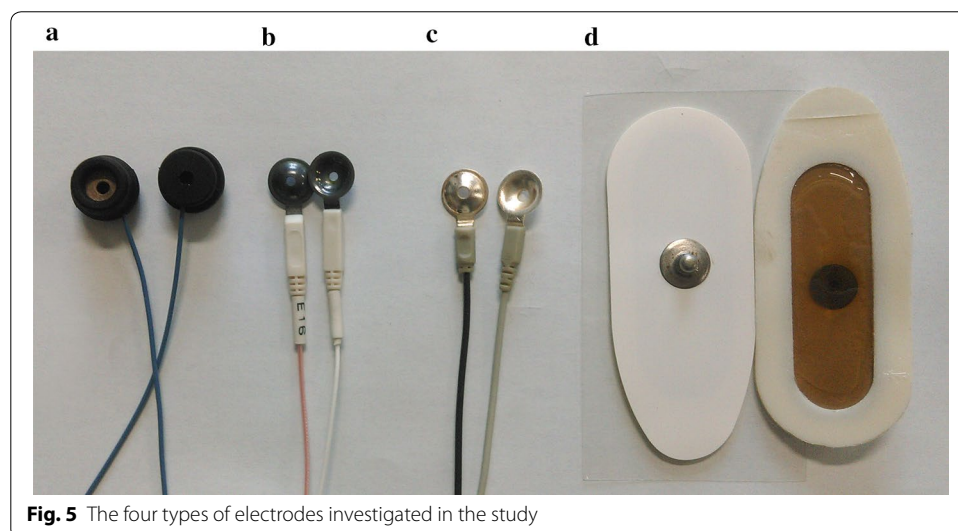 a b c d
E16
Fig. 5 The four types of electrodes investigated in the study